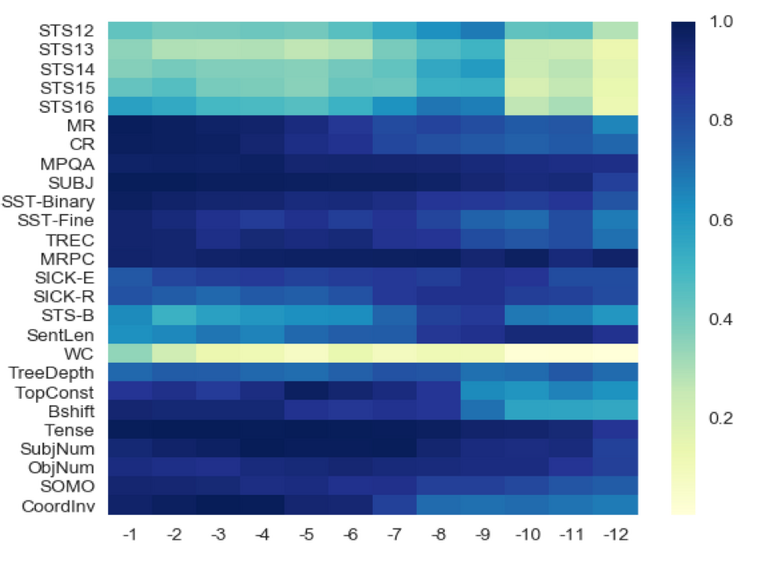 STS12
STS13
STS14
STS15
STS16
MR
CR
MPQA
SUBJ
SST-Binary
SST-Fine
TREC
MRPC
SICK-E
SICK-R
STS-B
SentLen
WC
TreeDepth
TopConst
Bshift
Tense
SubjNum
ObjNum
SOMO
CoordInv
-1 -2 -3 -4 -5 -6 -7 -8 -9 -10 -11 -12
1.0
0.8
0.6
0.4
0.2